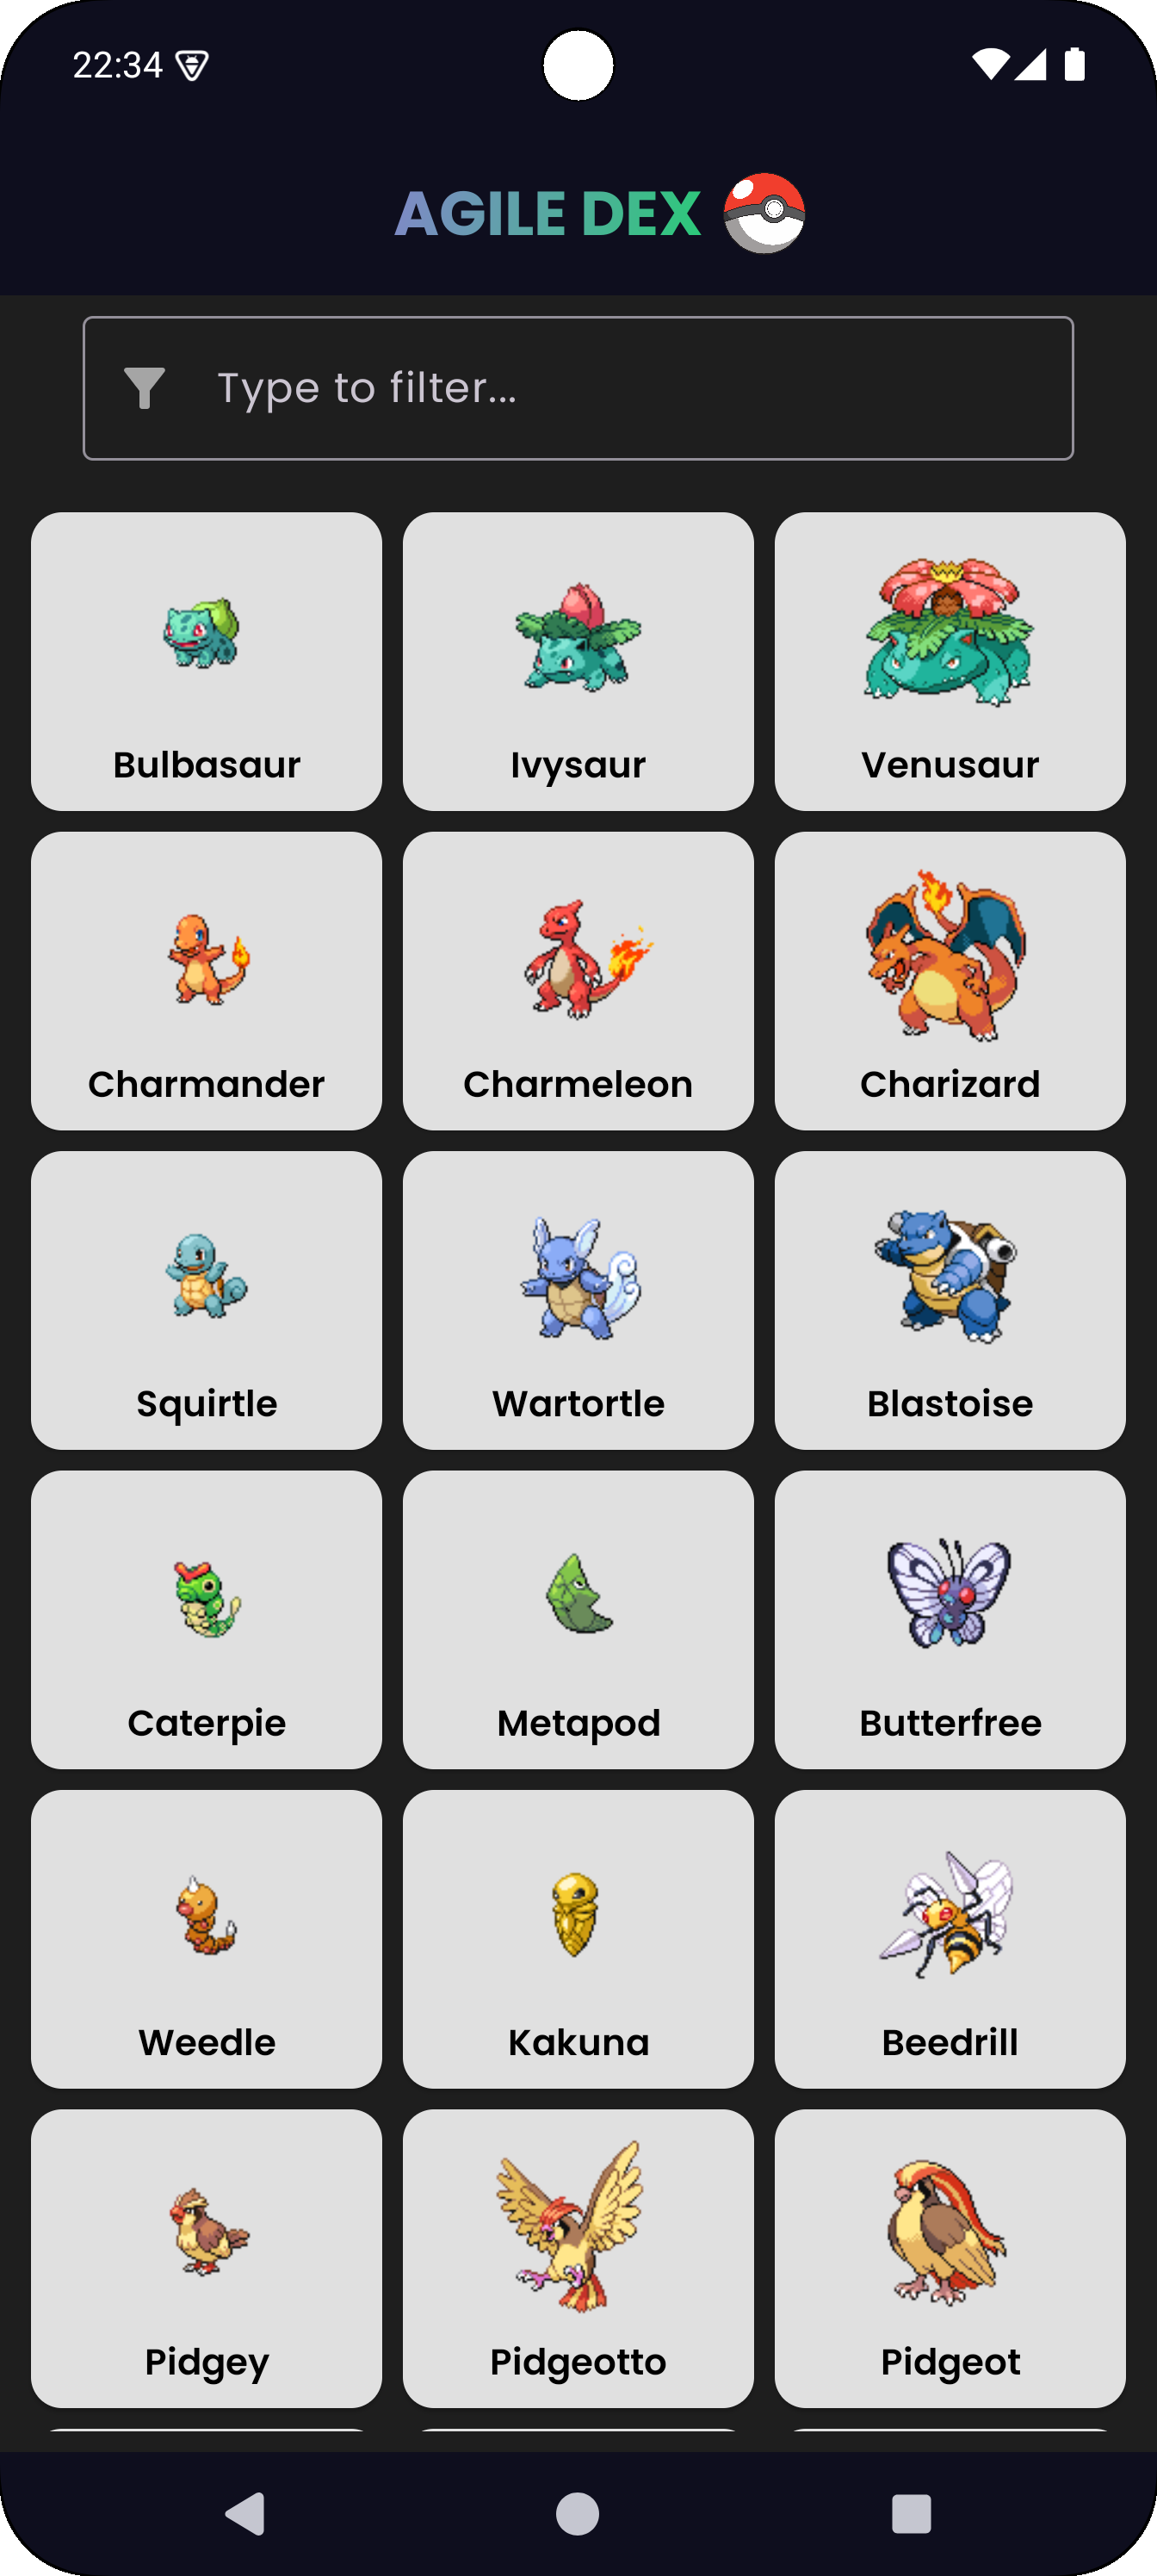 22:34
AGILE DEX
Type to filter...
Bulbasaur Ivysaur Venusaur
Charmander Charmeleon Charizard
Squirtle Wartortle Blastoise
Caterpie Metapod Butterfree
Weedle Kakuna Beedrill
Pidgey Pidgeotto Pidgeot